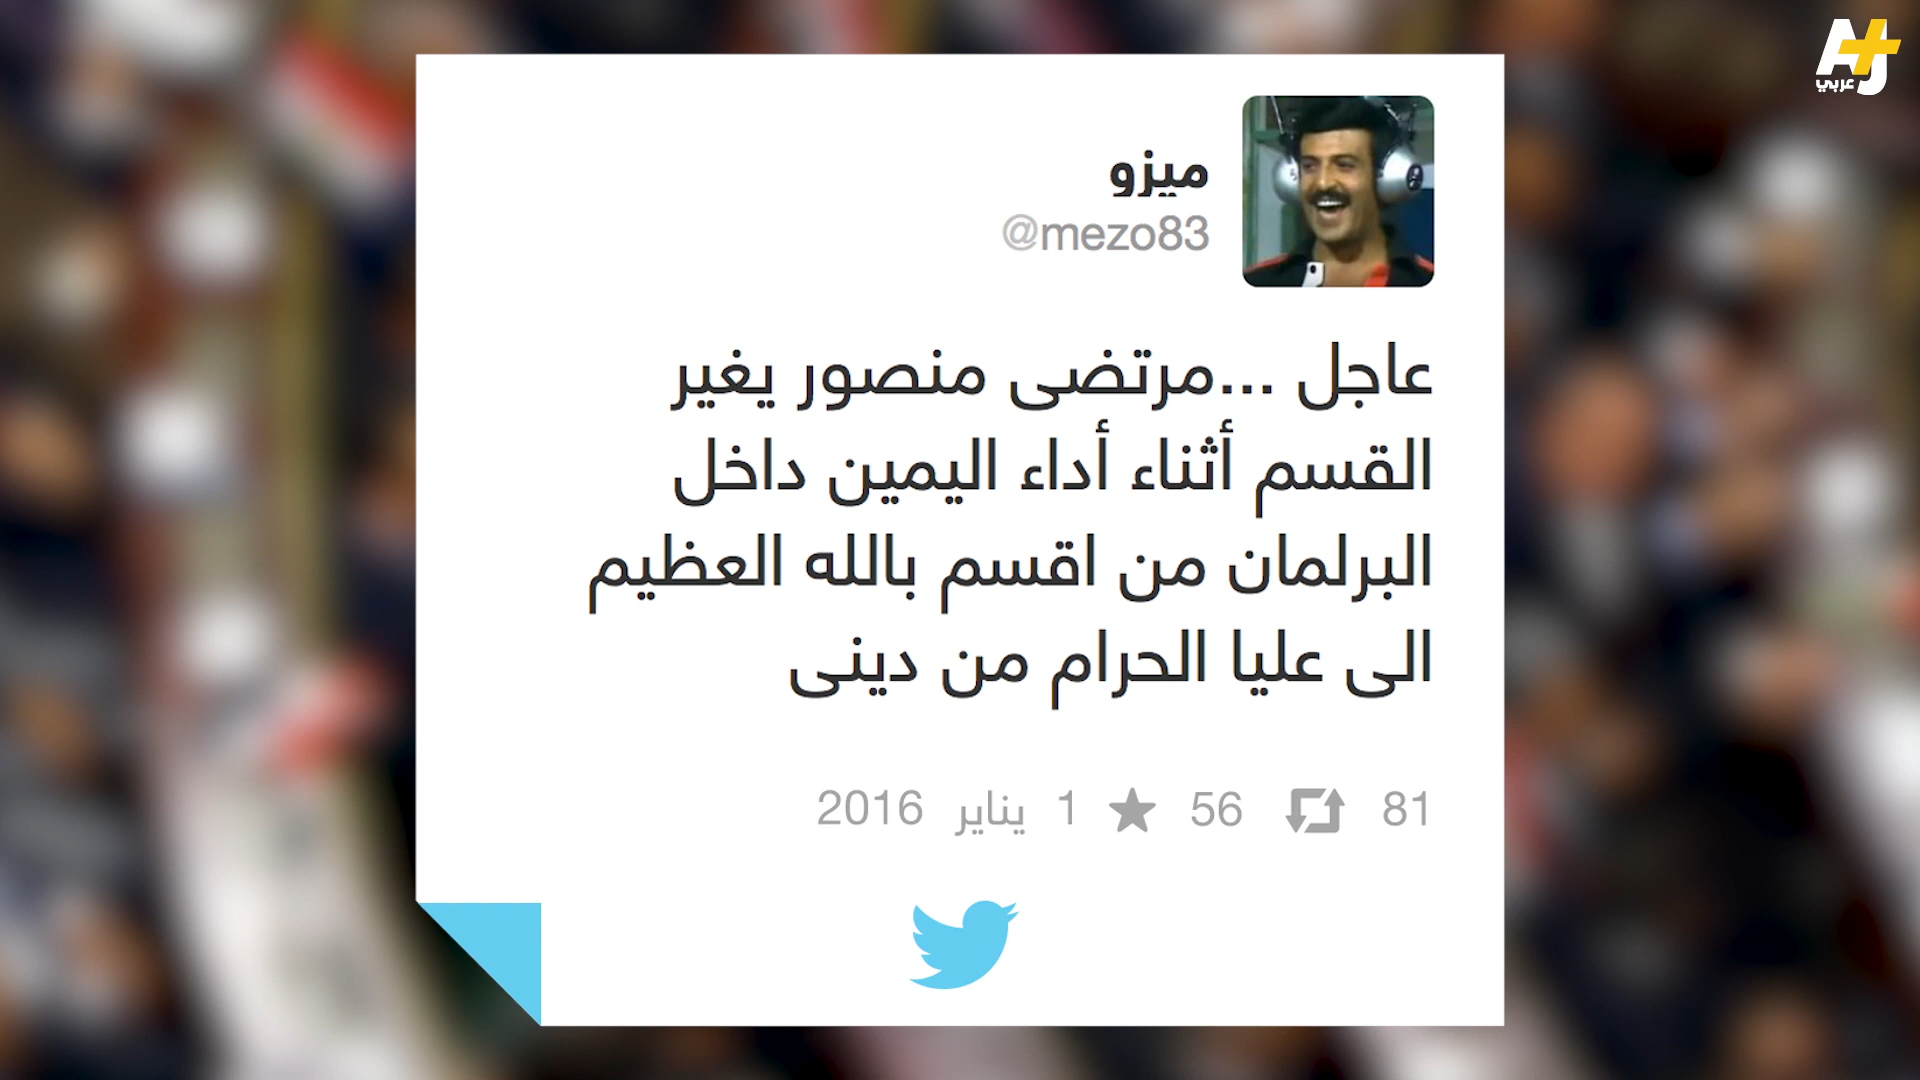 AJ+
عربي
ميزو
@mezo83
عاجل ...مرتضى منصور يغير
القسم أثناء أداء اليمين داخل
البرلمان من اقسم بالله العظيم
الى عليا الحرام من دينى
81 56 1 يناير 2016